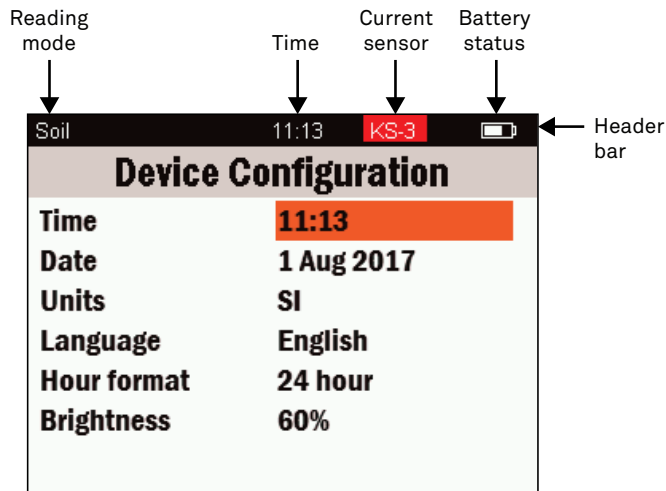 Reading
mode
Time
Current
sensor
Battery
status
Header
bar
Soil 11:13 KS-3
Device Configuration
Time 11:13
Date 1 Aug 2017
Units SI
Language English
Hour format 24 hour
Brightness 60%